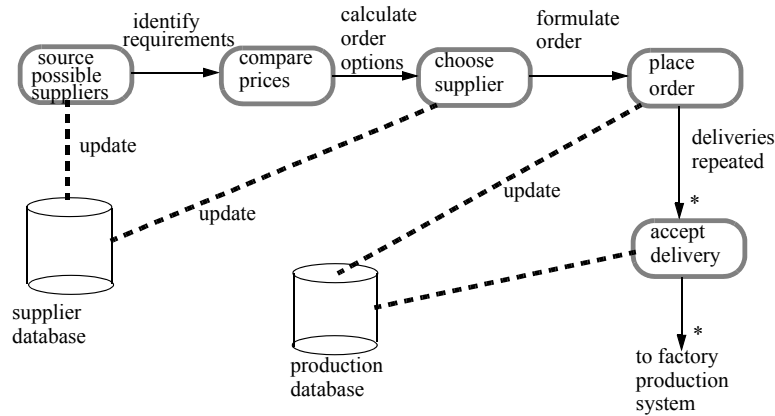 source
possible
suppliers
identify
requirements
compare
prices
calculate
order
options
choose
supplier
formulate
order
place
order
update
deliveries
repeated
*
update
update
accept
delivery
supplier
database
production
database
*
to factory
production
system